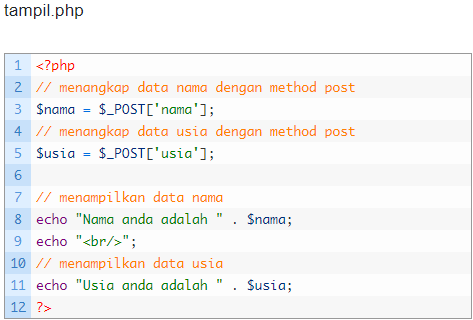 tampil.php
1 <?php
2 // menangkap data nama dengan method post
3 $nama = $_POST['nama'];
4 // menangkap data usia dengan method post
5 $usia = $_POST['usia'];
6
7 // menampilkan data nama
8 echo "Nama anda adalah " . $nama;
9 echo "<br/>";
10 // menampilkan data usia
11 echo "Usia anda adalah " . $usia;
12 ?>